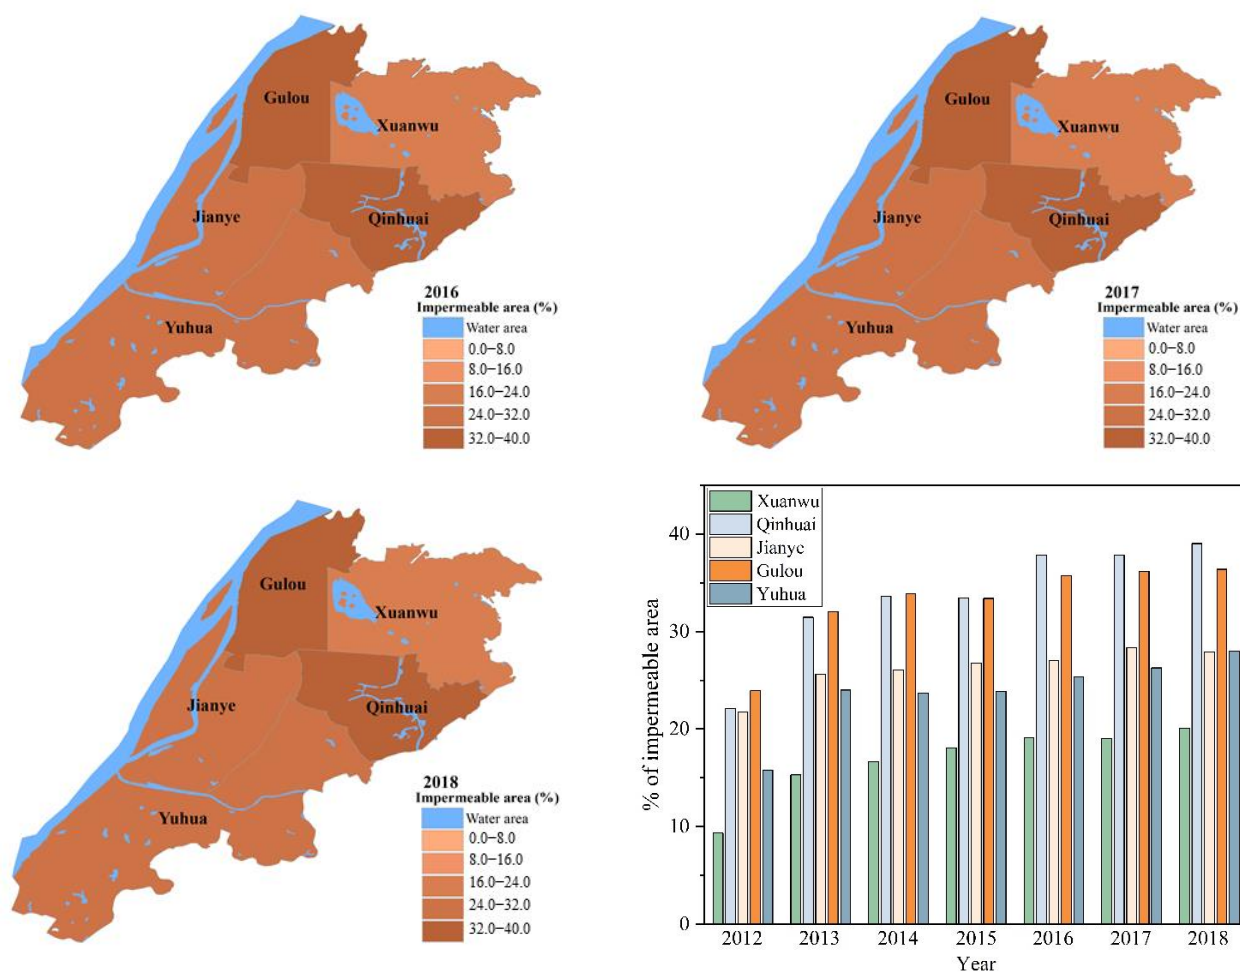 Gulou
Xuanwu
Jianye
Qinhuai
Yuhua
2016
Impermeable area (%)
Water area
0.0–8.0
8.0–16.0
16.0–24.0
24.0–32.0
32.0–40.0
Gulou
Xuanwu
Jianye
Qinhuai
Yuhua
2017
Impermeable area (%)
Water area
0.0–8.0
8.0–16.0
16.0–24.0
24.0–32.0
32.0–40.0
Gulou
Xuanwu
Jianye
Qinhuai
Yuhua
2018
Impermeable area (%)
Water area
0.0–8.0
8.0–16.0
16.0–24.0
24.0–32.0
32.0–40.0
Xuanwu
Qinhuai
Jianye
Gulou
Yuhua
% of impermeable area
40
30
20
10
0
2012 2013 2014 2015 2016 2017 2018
Year